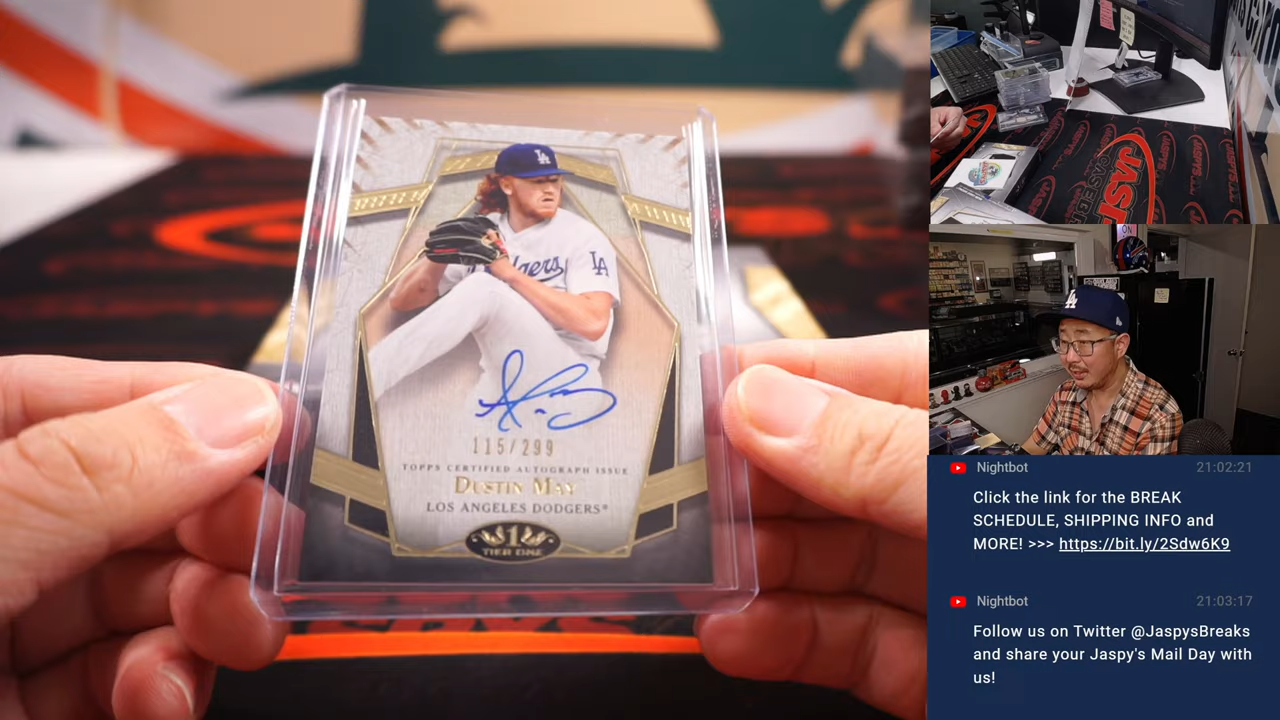 LA
Dodgers
LA
115/299
TOPPS CERTIFIED AUTOGRAPH ISSUE
DUSTIN MAY
LOS ANGELES DODGERS®
1
TIER ONE
JASPY'S
LA
Nightbot
21:02:21
Click the link for the BREAK
SCHEDULE, SHIPPING INFO and
MORE! >>> https://bit.ly/2Sdw6K9
Nightbot
21:03:17
Follow us on Twitter @JaspysBreaks
and share your Jaspy's Mail Day with
us!